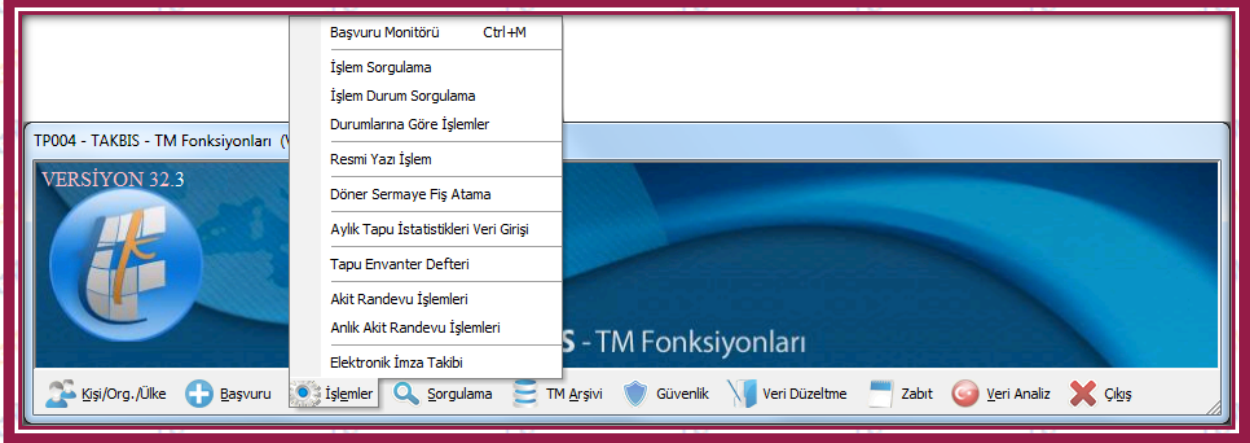 Başvuru Monitörü Ctrl+M
İşlem Sorgulama
İşlem Durum Sorgulama
Durumlarına Göre İşlemler
Resmi Yazı İşlem
Döner Sermaye Fiş Atama
Aylık Tapu İstatistikleri Veri Girişi
Tapu Envanter Defteri
Akit Randevu İşlemleri
Anlık Akit Randevu İşlemleri
Elektronik İmza Takibi
TP004 - TAKBIS - TM Fonksiyonları (V
VERSİYON 32.3
S - TM Fonksiyonları
Kişi/Org./Ülke Başvuru İşlemler Sorgulama TM Arşivi Güvenlik Veri Düzeltme Zabıt Veri Analiz Çıkış